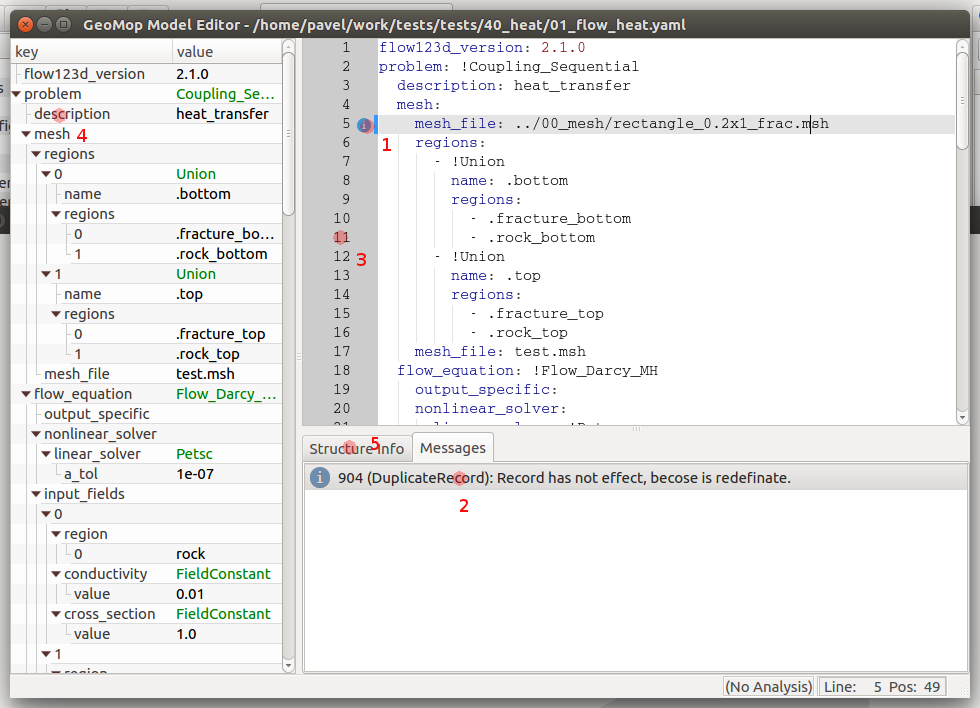 GeoMop Model Editor - /home/pavel/work/tests/tests/40_heat/01_flow_heat.yaml
key value
flow123d_version 2.1.0
problem Coupling_Se...
description heat_transfer
mesh 4
regions
0 Union
name .bottom
regions
0 .fracture_bo...
1 .rock_bottom
1 Union
name .top
regions
0 .fracture_top
1 .rock_top
mesh_file test.msh
flow_equation Flow_Darcy_...
output_specific
nonlinear_solver
linear_solver Petsc
a_tol 1e-07
input_fields
0
region
0 rock
conductivity FieldConstant
value 0.01
cross_section FieldConstant
value 1.0
1
region
1 flow123d_version: 2.1.0
2 problem: !Coupling_Sequential
3 description: heat_transfer
4 mesh:
5 i mesh_file: ../00_mesh/rectangle_0.2x1_frac.msh
6 1 regions:
7 - !Union
8 name: .bottom
9 regions:
10 - .fracture_bottom
11 - .rock_bottom
12 3 - !Union
13 name: .top
14 regions:
15 - .fracture_top
16 - .rock_top
17 mesh_file: test.msh
18 flow_equation: !Flow_Darcy_MH
19 output_specific:
20 nonlinear_solver:
Structure Info 5 Messages
i 904 (DuplicateRecord): Record has not effect, becose is redefinate.
2
(No Analysis) Line: 5 Pos: 49